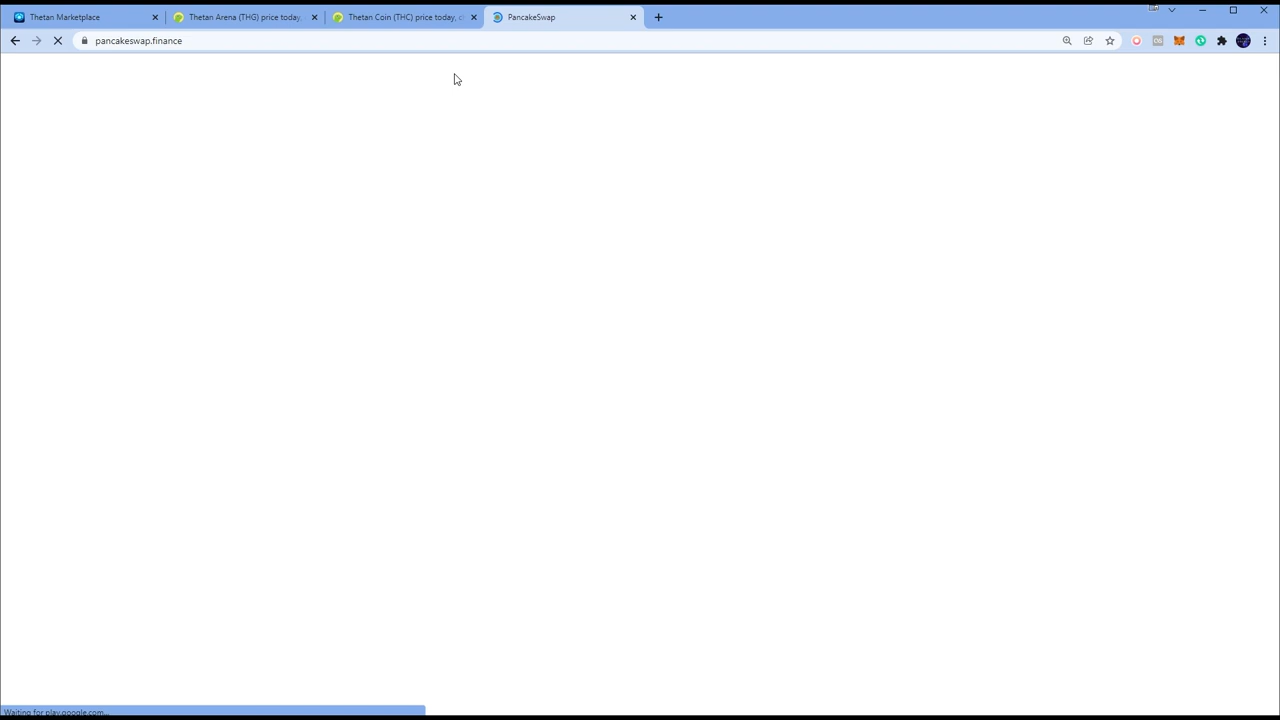 Thetan Marketplace
Thetan Arena (THG) price today,
Thetan Coin (THC) price today, c
PancakeSwap
pancakeswap.finance
Waiting for play.google.com...